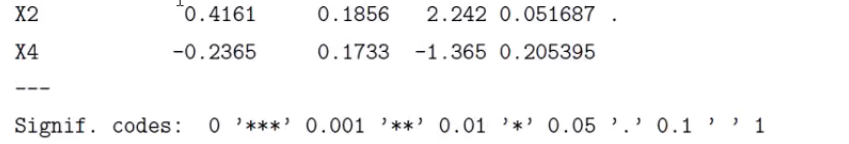 X2 0.4161 0.1856 2.242 0.051687 .
X4 -0.2365 0.1733 -1.365 0.205395
---
Signif. codes: 0 '***' 0.001 '**' 0.01 '*' 0.05 '.' 0.1 ' ' 1